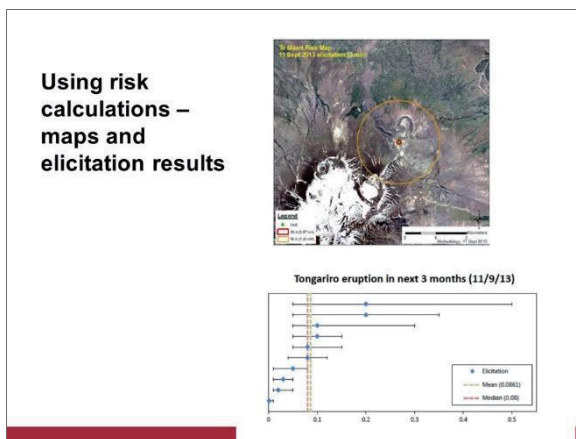 Using risk
calculations –
maps and
elicitation results
Te Maari Risk Map
11 Sept 2013 elicitation
Legend
Vent
Tongariro eruption in next 3 months (11/9/13)
Elicitation
Mean (0.0861)
Median (0.08)
0
0.1
0.2
0.3
0.4
0.5